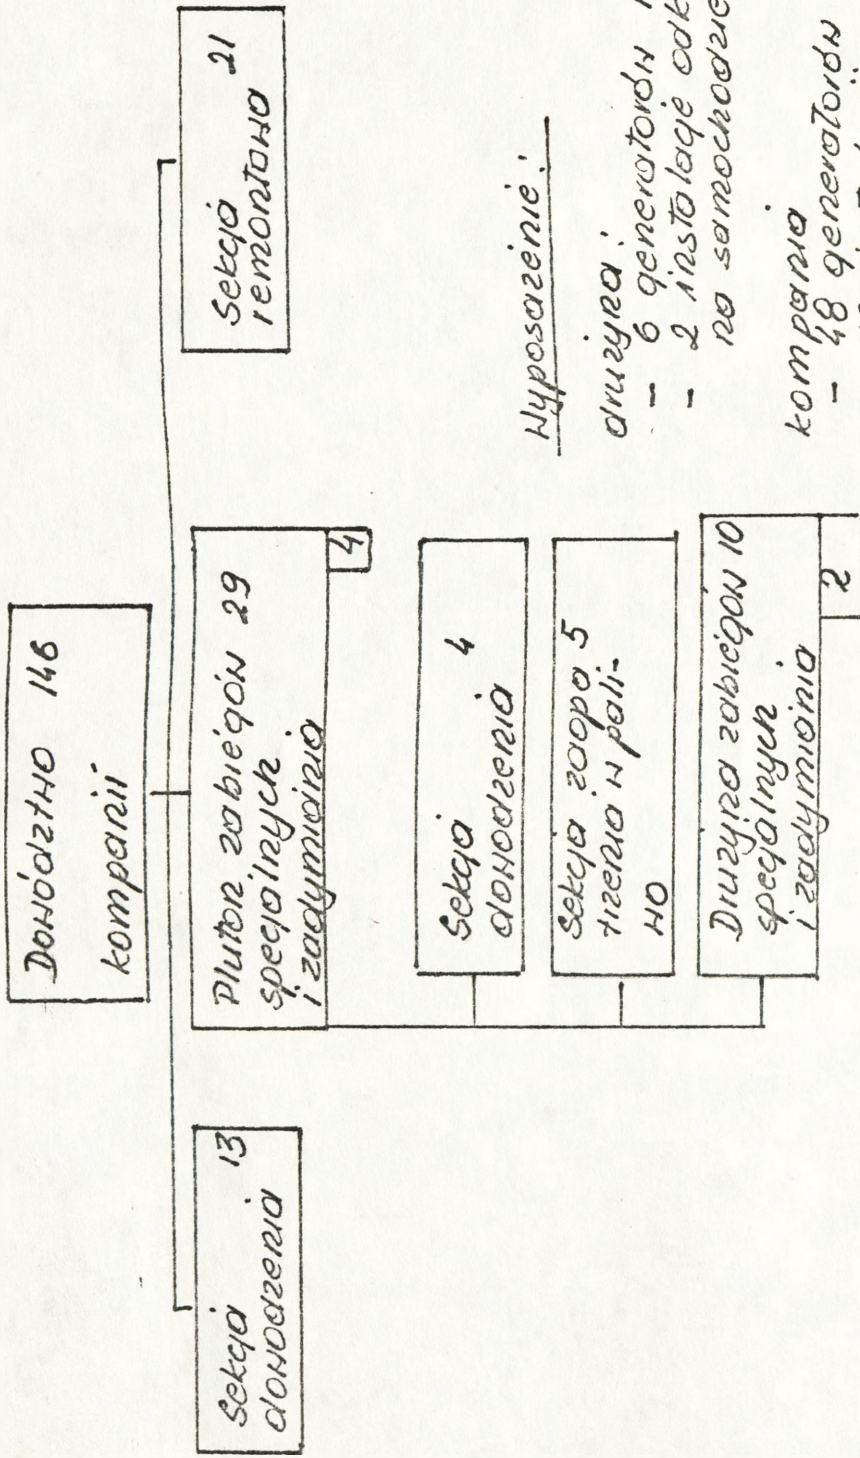 Dowództwo 146
kompanii
Sekcja 13
dowodzenia
Pluton zabiegów 29
specjalnych
i zadymiania
4
Sekcja 21
remontowa
Sekcja 4
dowodzenia
Sekcja zaopa 5
trzenia w pali-
wo
Drużyna zabiegów 10
specjalnych
i zadymiania
2
Wyposażenie:
drużyna:
- 6 generatorów
- 2 instalacje odk
na samochodzie
kompania
- 48 generatorów